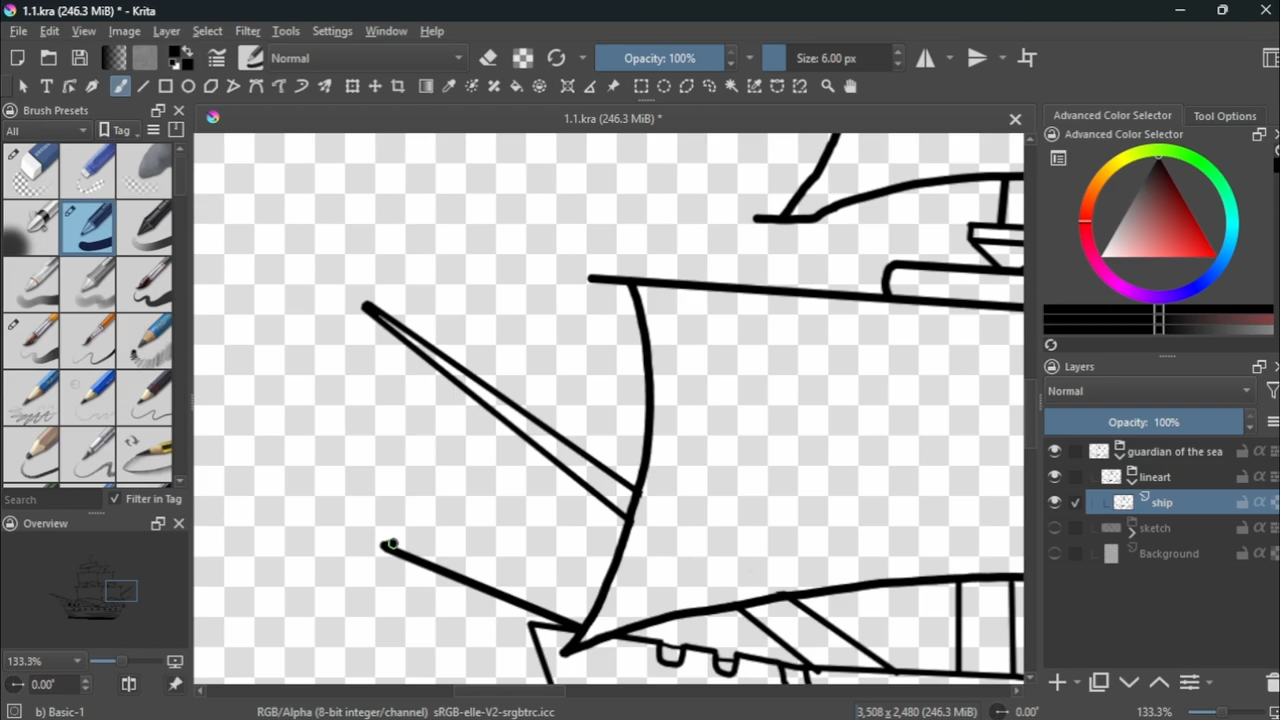 1.1.kra (246.3 MiB) * - Krita
File Edit View Image Layer Select Filter Tools Settings Window Help
Normal Opacity: 100% Size: 6.00 px
Brush Presets
All Tag
Search Filter in Tag
Overview
133.3%
0.00°
1.1.kra (246.3 MiB) *
Advanced Color Selector Tool Options
Advanced Color Selector
Layers
Normal
Opacity: 100%
guardian of the sea
lineart
ship
sketch
Background
b) Basic-1 RGB/Alpha (8-bit integer/channel) sRGB-elle-V2-srgbtrc.icc 3,508 x 2,480 (246.3 MiB) 0.00° 133.3%